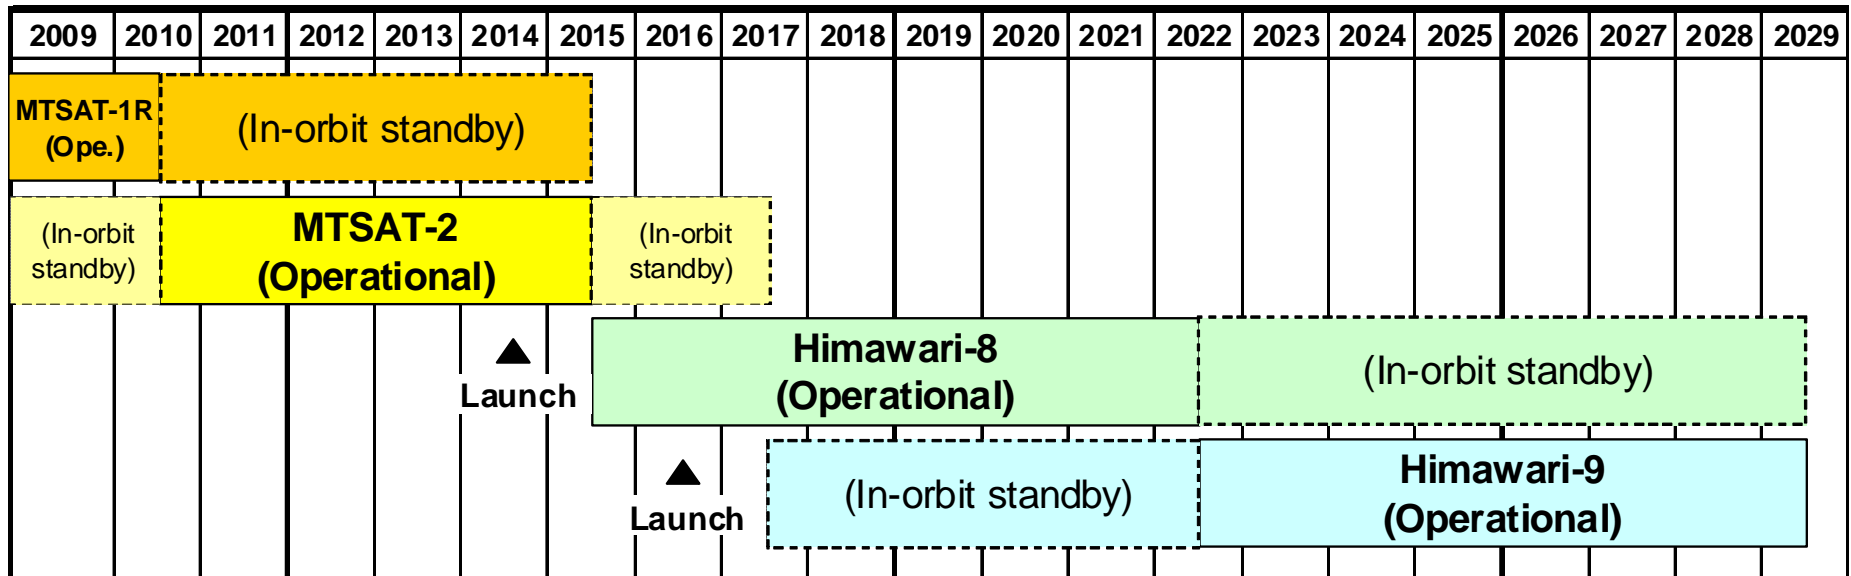 2009 2010 2011 2012 2013 2014 2015 2016 2017 2018 2019 2020 2021 2022 2023 2024 2025 2026 2027 2028 2029
MTSAT-1R
(Ope.)
(In-orbit standby)
(In-orbit
standby)
MTSAT-2
(Operational)
(In-orbit
standby)
Launch
Himawari-8
(Operational)
(In-orbit standby)
Launch
(In-orbit standby)
Himawari-9
(Operational)